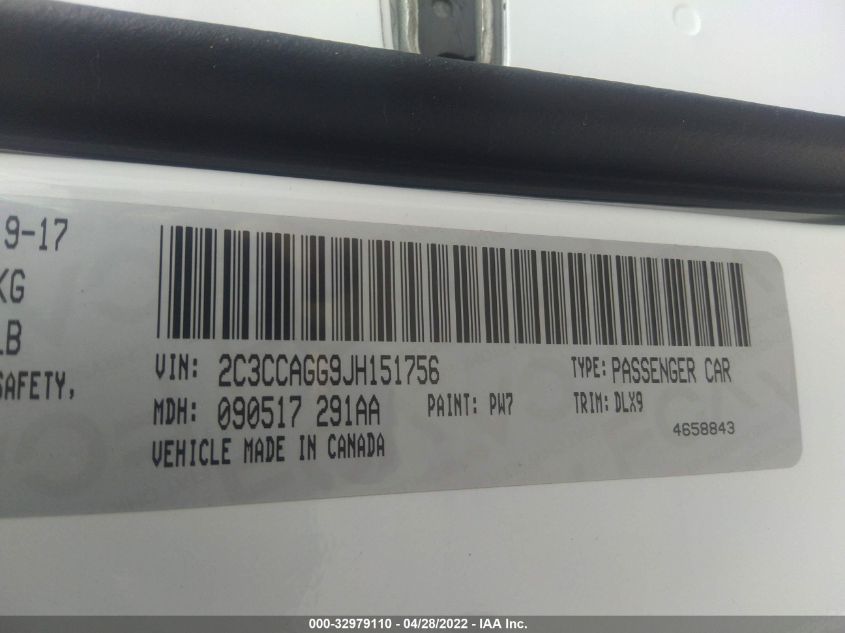 9-17
KG
LB
SAFETY,
VIN: 2C3CCAGG9JH151756 TYPE: PASSENGER CAR
MDH: 090517 291AA PAINT: PW7 TRIM: DLX9
VEHICLE MADE IN CANADA 4658843
000-32979110 - 04/28/2022 - IAA Inc.